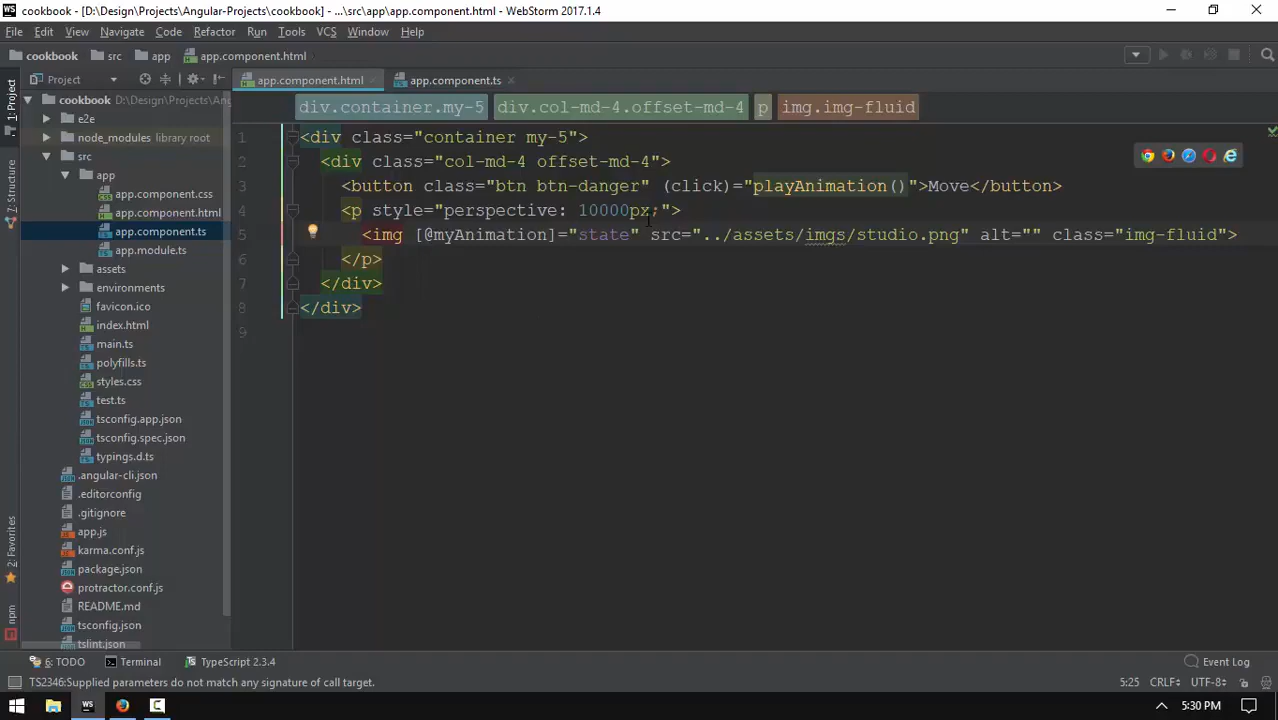 cookbook - [D:\Design\Projects\Angular-Projects\cookbook] - ...\src\app\app.component.html - WebStorm 2017.1.4
File Edit View Navigate Code Refactor Run Tools VCS Window Help
cookbook src app app.component.html
1: Project
Z: Structure
2: Favorites
npm
Project
cookbook D:\Design\Projects\Ang
e2e
node_modules library root
src
app
app.component.css
app.component.html
app.component.ts
app.module.ts
assets
environments
favicon.ico
index.html
main.ts
polyfills.ts
styles.css
test.ts
tsconfig.app.json
tsconfig.spec.json
typings.d.ts
.angular-cli.json
.editorconfig
.gitignore
app.js
karma.conf.js
package.json
protractor.conf.js
README.md
tsconfig.json
tslint.json
app.component.html app.component.ts
div.container.my-5 div.col-md-4.offset-md-4 p img.img-fluid
1 <div class="container my-5">
2 <div class="col-md-4 offset-md-4">
3 <button class="btn btn-danger" (click)="playAnimation()">Move</button>
4 <p style="perspective: 10000px;">
5 <img [@myAnimation]="state" src="../assets/imgs/studio.png" alt="" class="img-fluid">
6 </p>
7 </div>
8 </div>
9
6: TODO Terminal TypeScript 2.3.4 Event Log
TS2346:Supplied parameters do not match any signature of call target. 5:25 CRLF÷ UTF-8÷
WS 5:30 PM